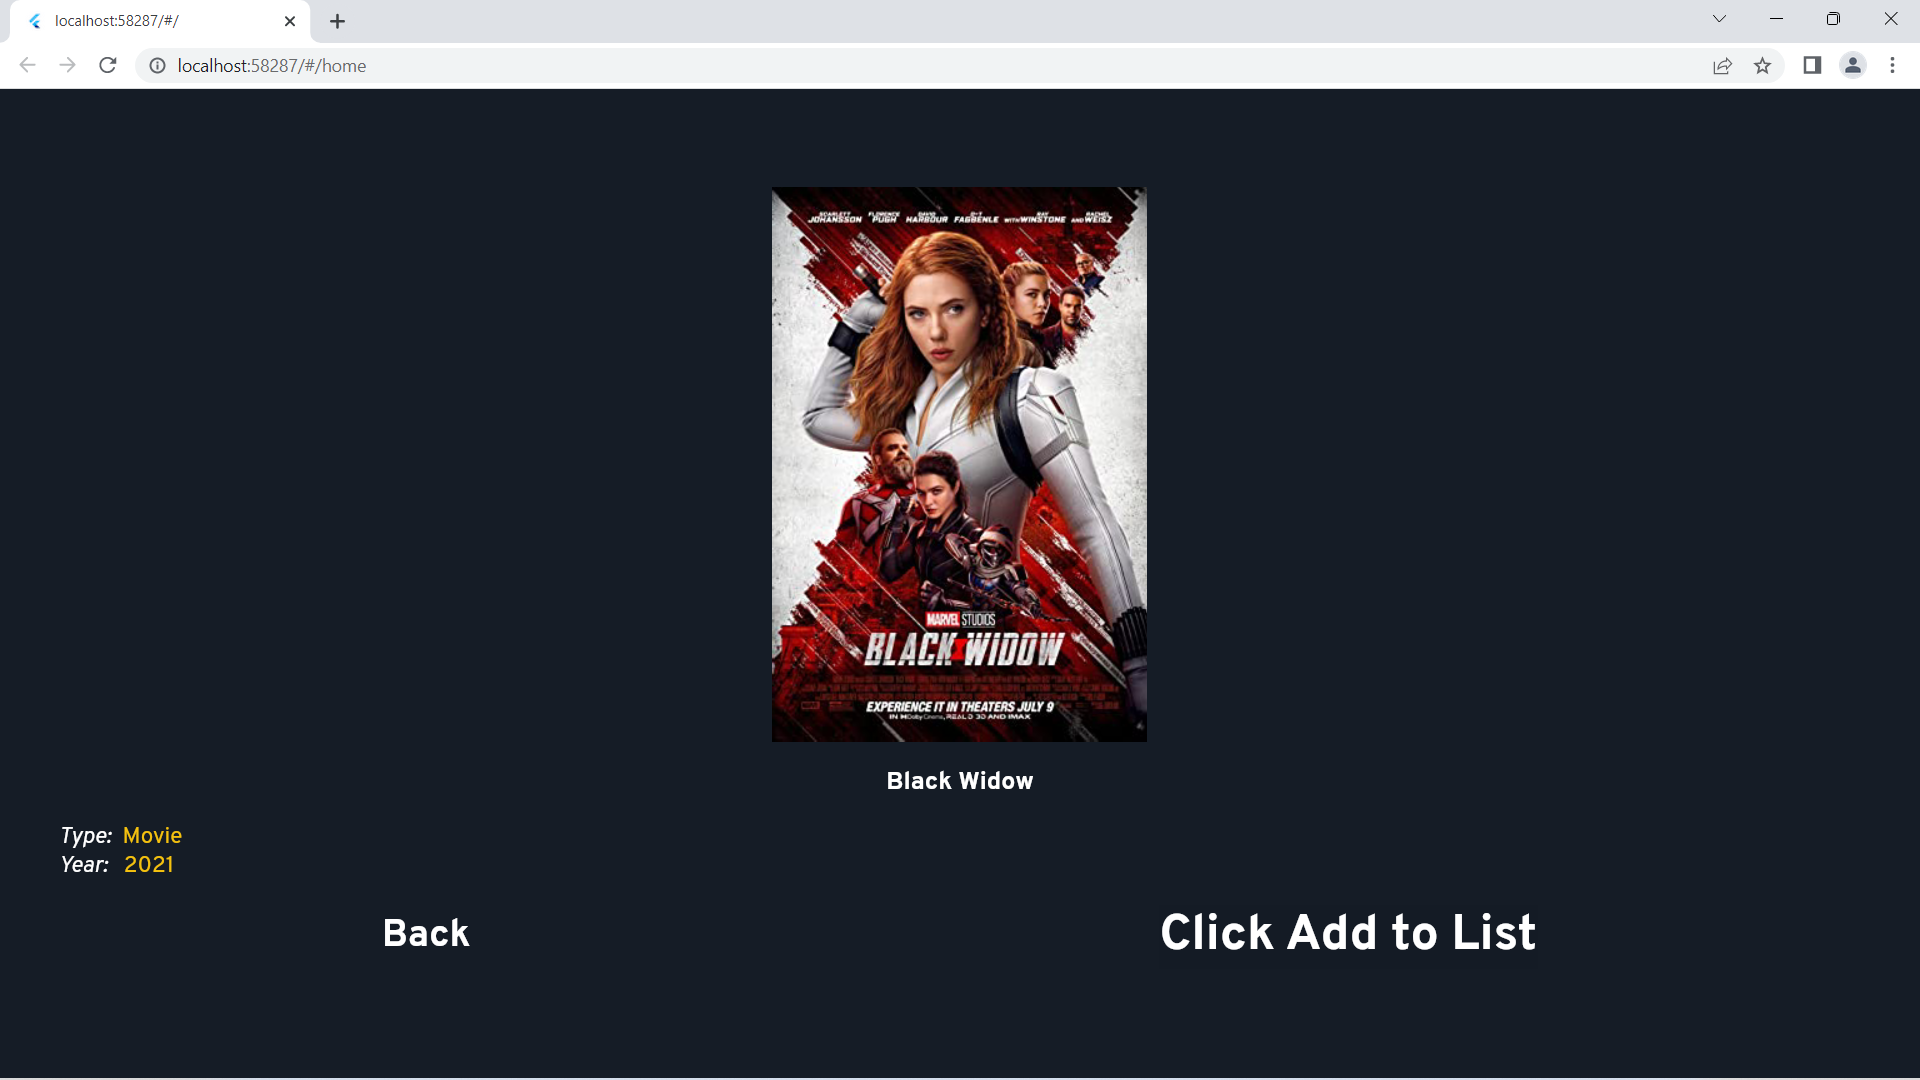 localhost:58287/#/
localhost:58287/#/home
SCARLETT JOHANSSON FLORENCE PUGH DAVID HARBOUR O-T FAGBENLE WITH RAY WINSTONE AND RACHEL WEISZ
MARVEL STUDIOS
BLACK WIDOW
EXPERIENCE IT IN THEATERS JULY 9
IN Dolby Cinema, REAL D 3D AND IMAX
Black Widow
Type: Movie
Year: 2021
Back Click Add to List